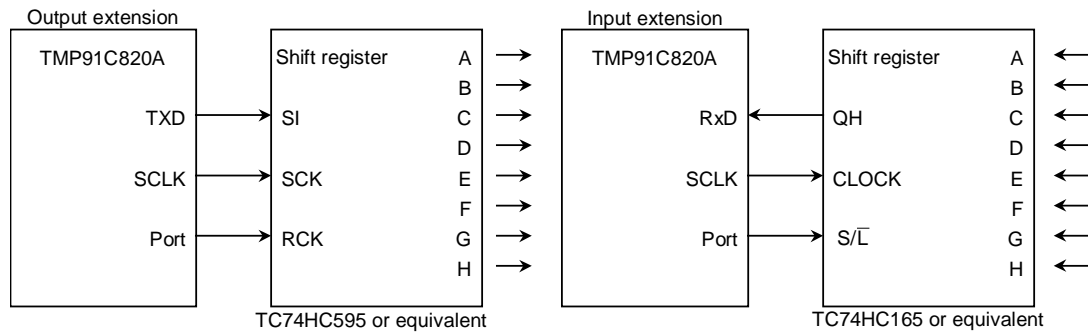 Output extension
TMP91C820A
TXD
SCLK
Port
Shift register
SI
SCK
RCK
A
B
C
D
E
F
G
H
TC74HC595 or equivalent
Input extension
TMP91C820A
RxD
SCLK
Port
Shift register
QH
CLOCK
S/L̅
A
B
C
D
E
F
G
H
TC74HC165 or equivalent